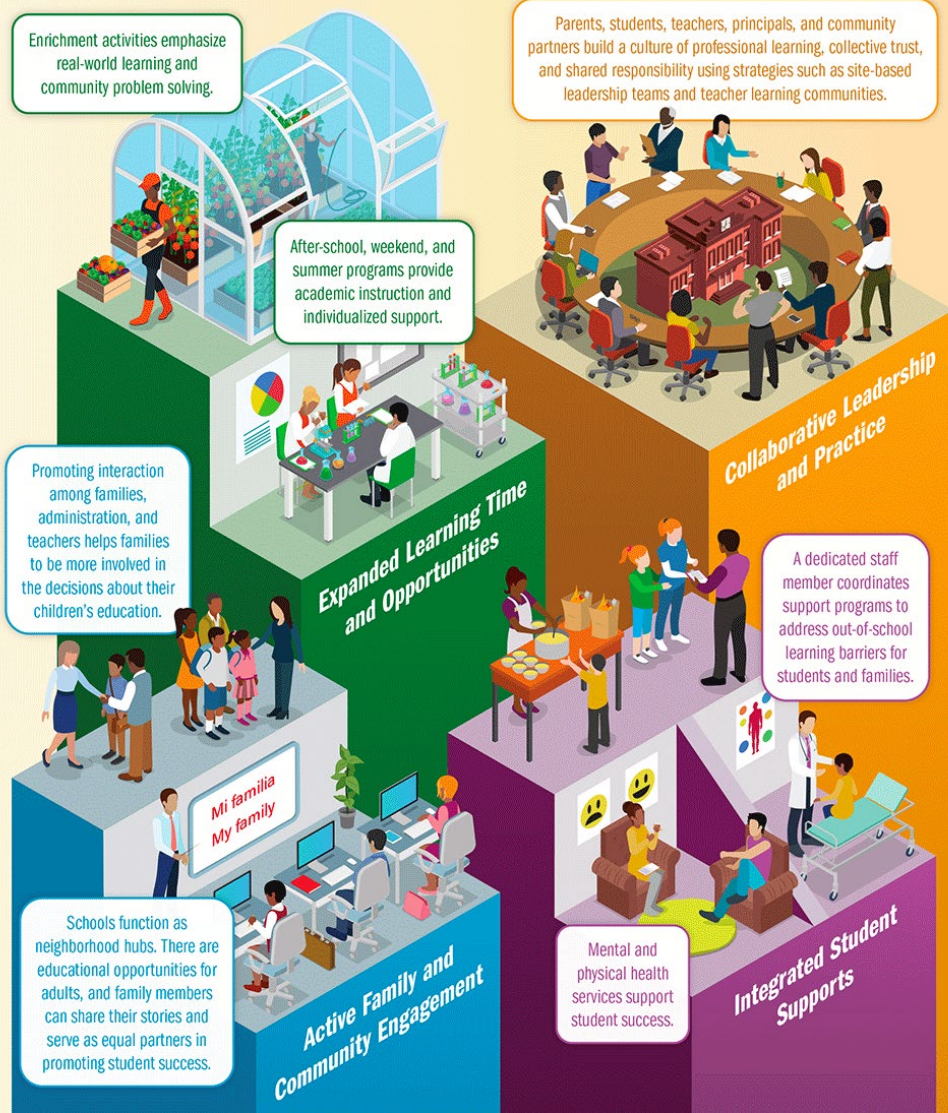 Enrichment activities emphasize
real-world learning and
community problem solving.
Parents, students, teachers, principals, and community
partners build a culture of professional learning, collective trust,
and shared responsibility using strategies such as site-based
leadership teams and teacher learning communities.
After-school, weekend, and
summer programs provide
academic instruction and
individualized support.
Collaborative Leadership
and Practice
Promoting interaction
among families,
administration, and
teachers helps families
to be more involved in
the decisions about their
children's education.
Expanded Learning Time
and Opportunities
A dedicated staff
member coordinates
support programs to
address out-of-school
learning barriers for
students and families.
Mi familia
My family
Schools function as
neighborhood hubs. There are
educational opportunities for
adults, and family members
can share their stories and
serve as equal partners in
promoting student success.
Active Family and
Community Engagement
Mental and
physical health
services support
student success.
Integrated Student
Supports